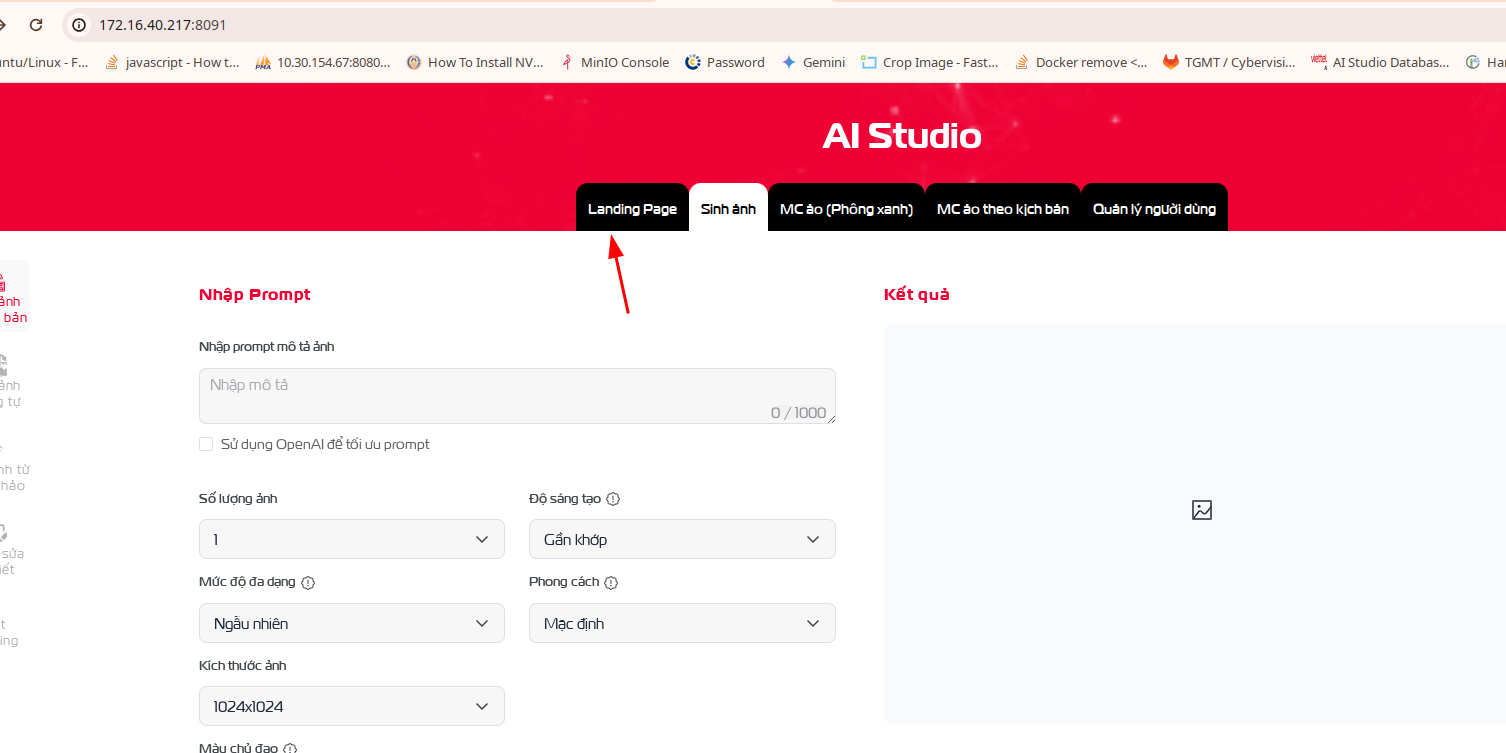 172.16.40.217:8091
untu/Linux - F... javascript - How t... 10.30.154.67:8080... How To Install NV... MinIO Console Password Gemini Crop Image - Fast... Docker remove <... TGMT / Cybervisi... AI Studio Databas... Har
AI Studio
Landing Page Sinh ảnh MC ảo (Phông xanh) MC ảo theo kịch bản Quản lý người dùng
ảnh
bản
ảnh
g tự
nh từ
hảo
sửa
iết
t
ing
Nhập Prompt
Nhập prompt mô tả ảnh
Nhập mô tả
0 / 1000
Sử dụng OpenAI để tối ưu prompt
Số lượng ảnh Độ sáng tạo
1 Gần khớp
Mức độ đa dạng Phong cách
Ngẫu nhiên Mặc định
Kích thước ảnh
1024x1024
Màu chủ đạo
Kết quả